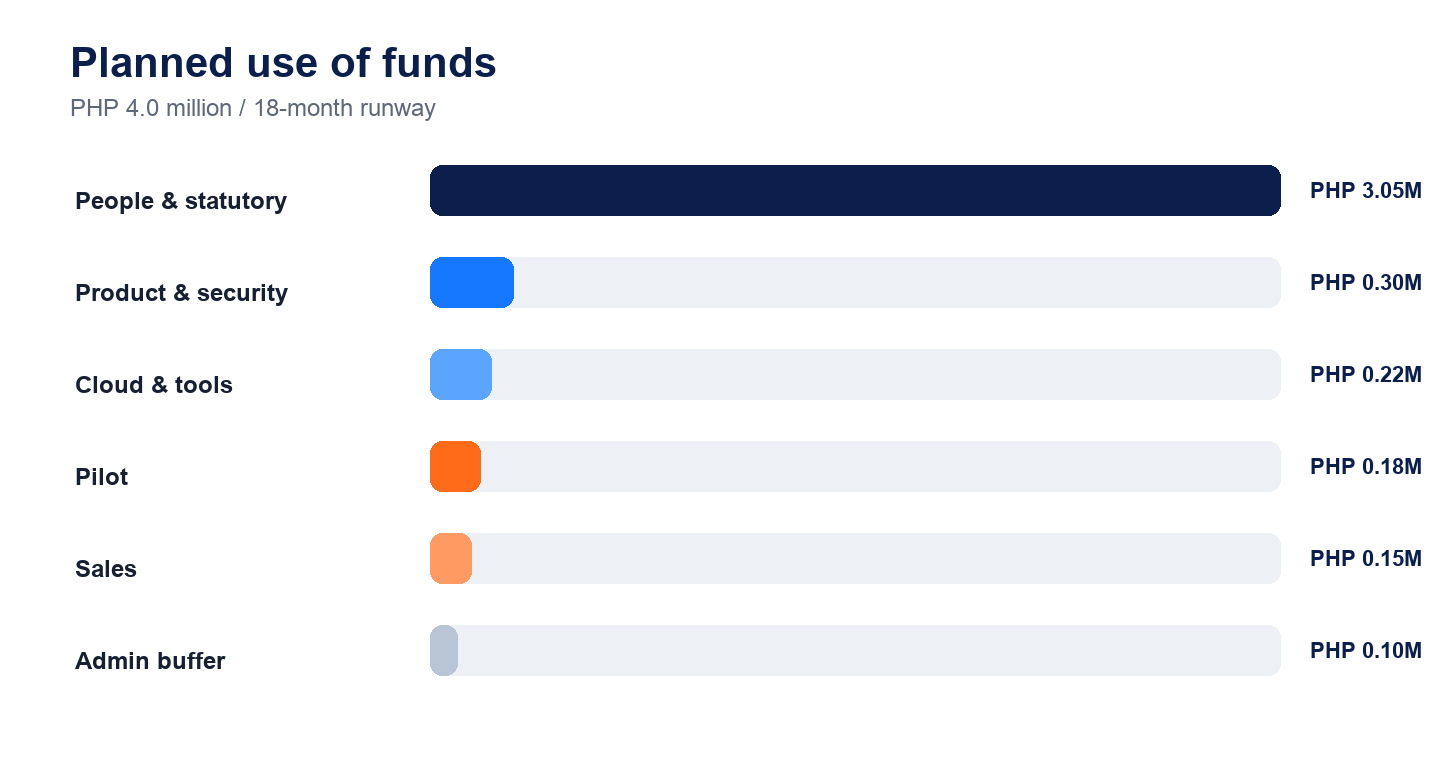 Planned use of funds
PHP 4.0 million / 18-month runway
People & statutory PHP 3.05M
Product & security PHP 0.30M
Cloud & tools PHP 0.22M
Pilot PHP 0.18M
Sales PHP 0.15M
Admin buffer PHP 0.10M